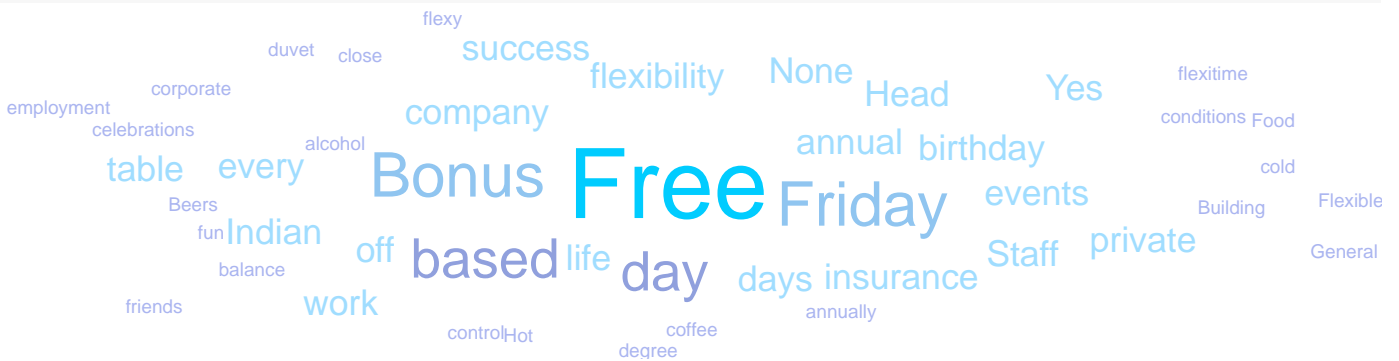 flexy
duvet
close
success
flexibility
None
Head
Yes
flexitime
corporate
employment
celebrations
company
alcohol
annual
birthday
conditions
Food
table
every
Bonus
Free
Friday
events
cold
Beers
fun
Indian
off
based
life
day
days
insurance
Staff
private
Building
Flexible
General
balance
friends
work
control
Hot
coffee
degree
annually